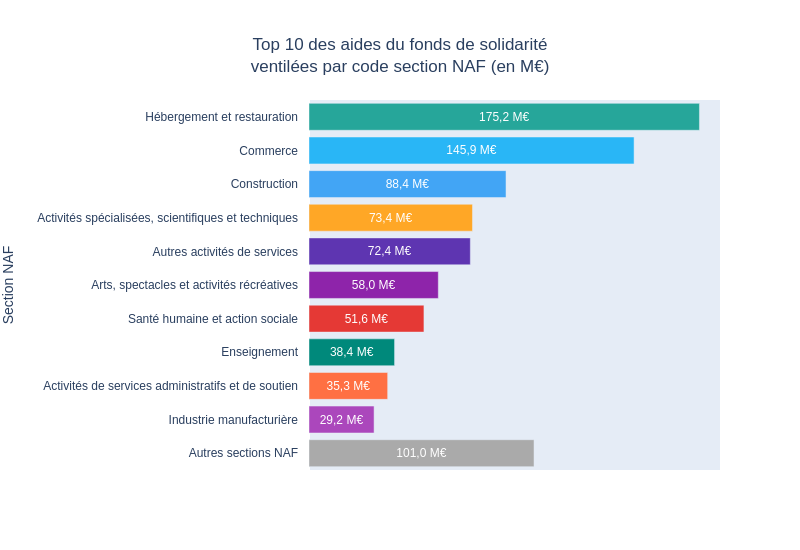 Top 10 des aides du fonds de solidarité
ventilées par code section NAF (en M€)
Section NAF
Hébergement et restauration 175,2 M€
Commerce 145,9 M€
Construction 88,4 M€
Activités spécialisées, scientifiques et techniques 73,4 M€
Autres activités de services 72,4 M€
Arts, spectacles et activités récréatives 58,0 M€
Santé humaine et action sociale 51,6 M€
Enseignement 38,4 M€
Activités de services administratifs et de soutien 35,3 M€
Industrie manufacturière 29,2 M€
Autres sections NAF 101,0 M€